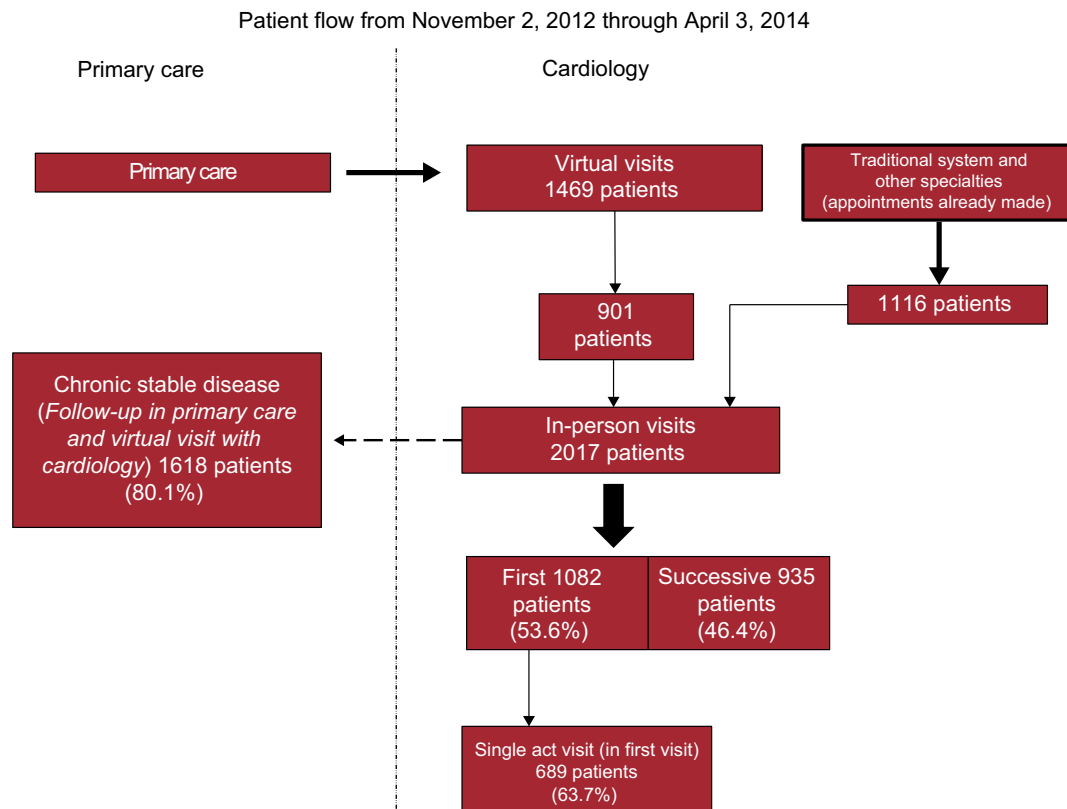 Patient flow from November 2, 2012 through April 3, 2014
Primary care
Cardiology
Primary care
Virtual visits
1469 patients
Traditional system and
other specialties
(appointments already made)
901
patients
1116 patients
Chronic stable disease
(Follow-up in primary care
and virtual visit with
cardiology) 1618 patients
(80.1%)
In-person visits
2017 patients
First 1082
patients
(53.6%)
Successive 935
patients
(46.4%)
Single act visit (in first visit)
689 patients
(63.7%)